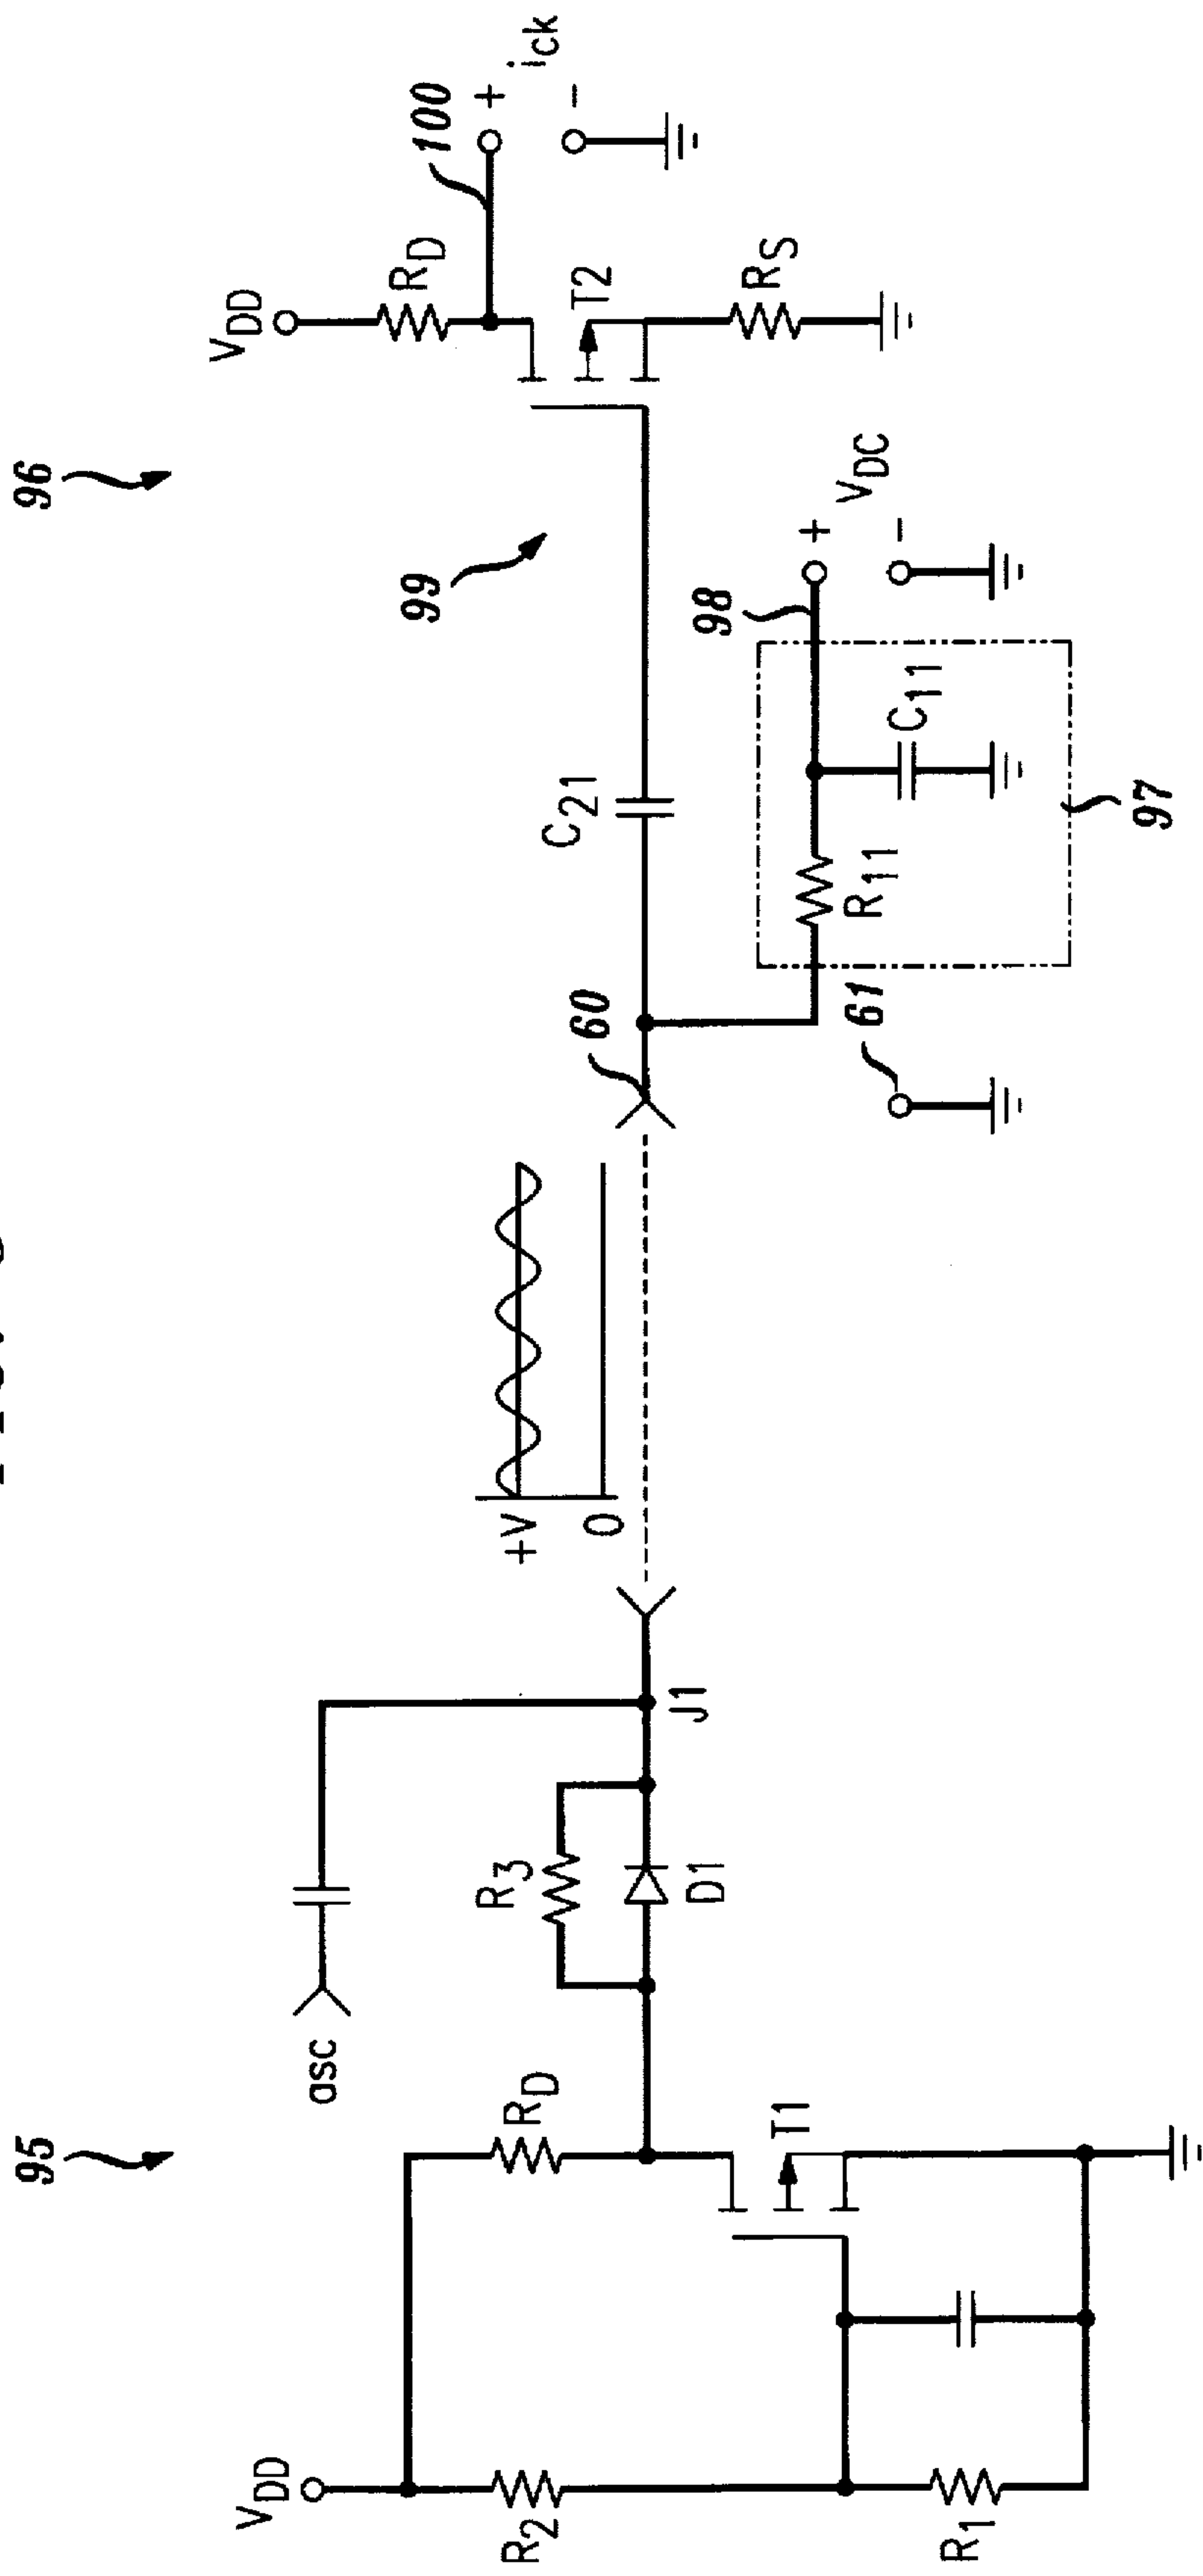 95
V_DD
R_2
R_D
R_1
T1
asc
R_3
D1
J1
+V
0
60
61
C_21
R_11
C_11
97
98
+
V_DC
-
99
96
V_DD
R_D
T2
R_S
100
+
i_ck
-